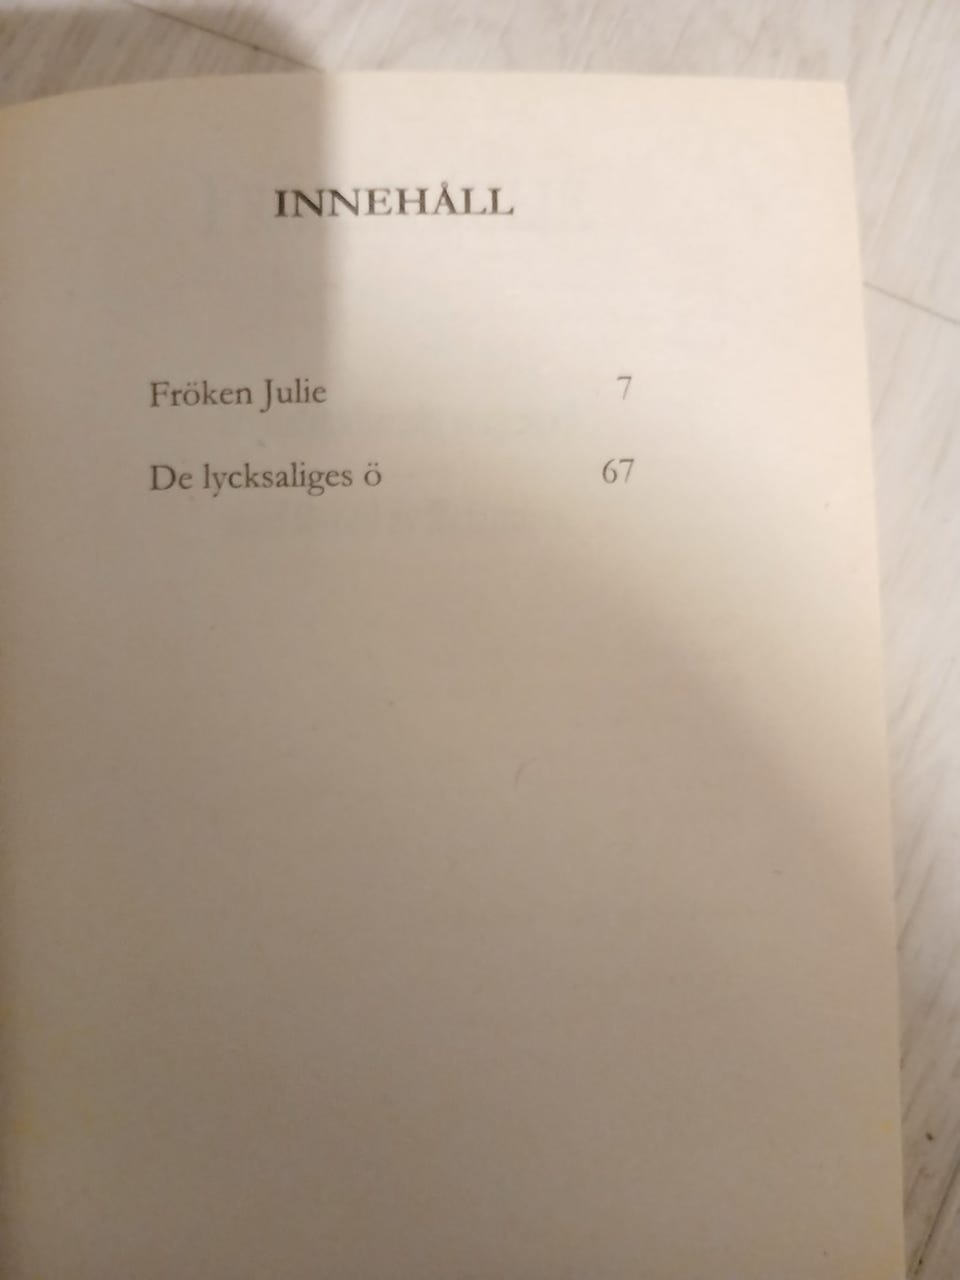 INNEHÅLL
Fröken Julie 7
De lycksaliges ö 67